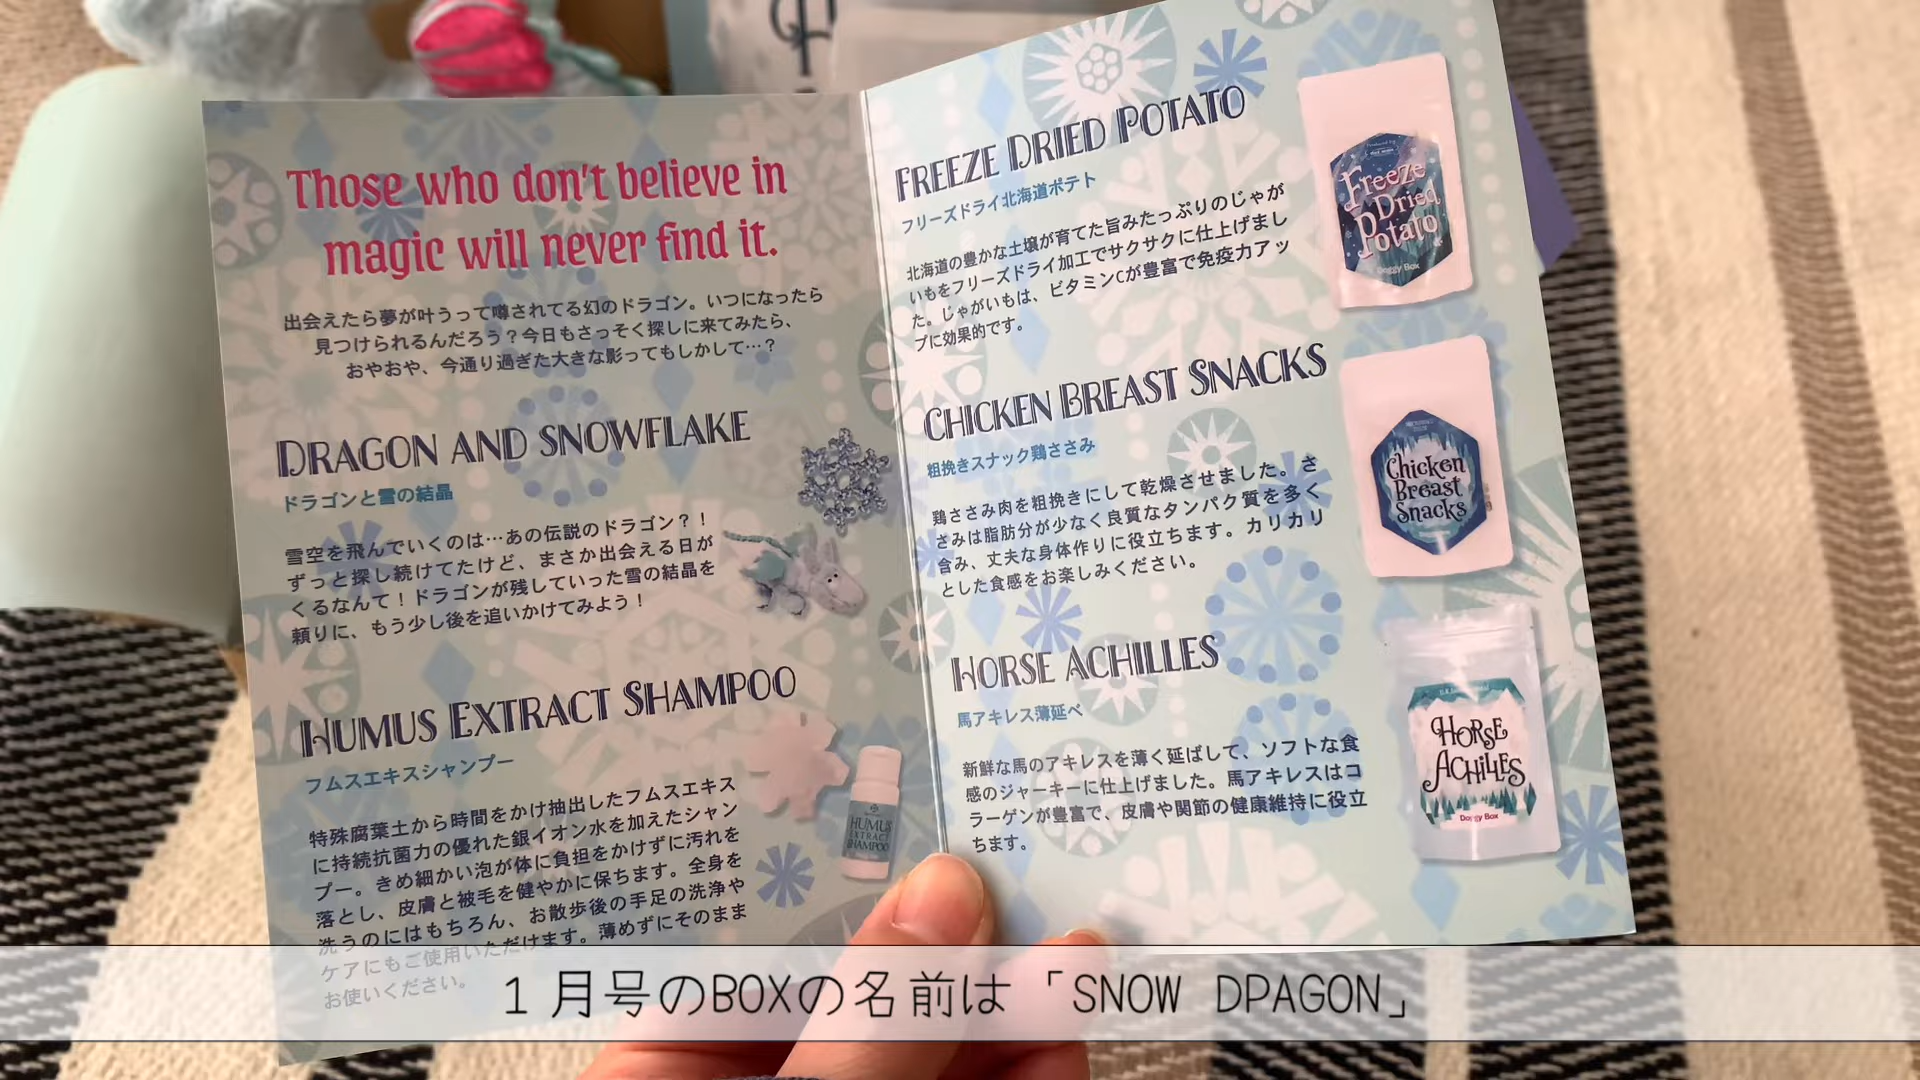 Those who don't believe in
magic will never find it.
出会えたら夢が叶うって噂されてる幻のドラゴン。いつになったら
見つけられるんだろう？今日もさっそく探しに来てみたら、
おやおや、今通り過ぎた大きな影ってもしかして…？
DRAGON AND SNOWFLAKE
ドラゴンと雪の結晶
雪空を飛んでいくのは…あの伝説のドラゴン？！
ずっと探し続けてたけど、まさか出会える日が
くるなんて！ドラゴンが残していった雪の結晶を
頼りに、もう少し後を追いかけてみよう！
HUMUS EXTRACT SHAMPOO
フムスエキスシャンプー
特殊腐葉土から時間をかけ抽出したフムスエキス
に持続抗菌力の優れた銀イオン水を加えたシャン
プー。きめ細かい泡が体に負担をかけずに汚れを
落とし、皮膚と被毛を健やかに保ちます。全身を
洗うのにはもちろん、お散歩後の手足の洗浄や
ケアにもご使用いただけます。薄めずにそのまま
お使いください。
HUMUS
EXTRACT
SHAMPOO
FREEZE DRIED POTATO
フリーズドライ北海道ポテト
北海道の豊かな土壌が育てた旨みたっぷりのじゃが
いもをフリーズドライ加工でサクサクに仕上げまし
た。じゃがいもは、ビタミンCが豊富で免疫力アッ
プに効果的です。
Freeze
Dried
Potato
Doggy Box
CHICKEN BREAST SNACKS
粗挽きスナック鶏ささみ
鶏ささみ肉を粗挽きにして乾燥させました。さ
さみは脂肪分が少なく良質なタンパク質を多く
含み、丈夫な身体作りに役立ちます。カリカリ
とした食感をお楽しみください。
Chicken
Breast
Snacks
HORSE ACHILLES
馬アキレス薄延べ
新鮮な馬のアキレスを薄く延ばして、ソフトな食
感のジャーキーに仕上げました。馬アキレスはコ
ラーゲンが豊富で、皮膚や関節の健康維持に役立
ちます。
HORSE
ACHILLES
Doggy Box
１月号のBOXの名前は「SNOW DPAGON」